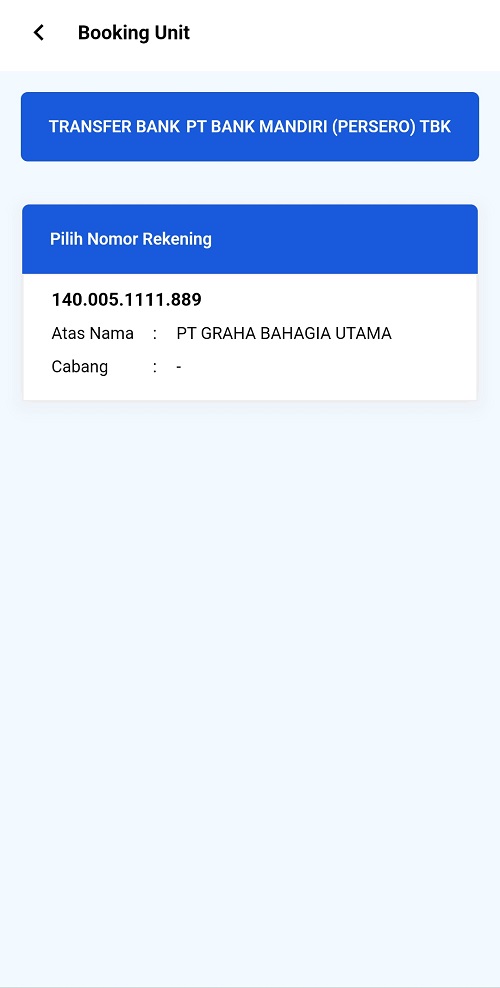 Booking Unit
TRANSFER BANK PT BANK MANDIRI (PERSERO) TBK
Pilih Nomor Rekening
140.005.1111.889
Atas Nama : PT GRAHA BAHAGIA UTAMA
Cabang : -